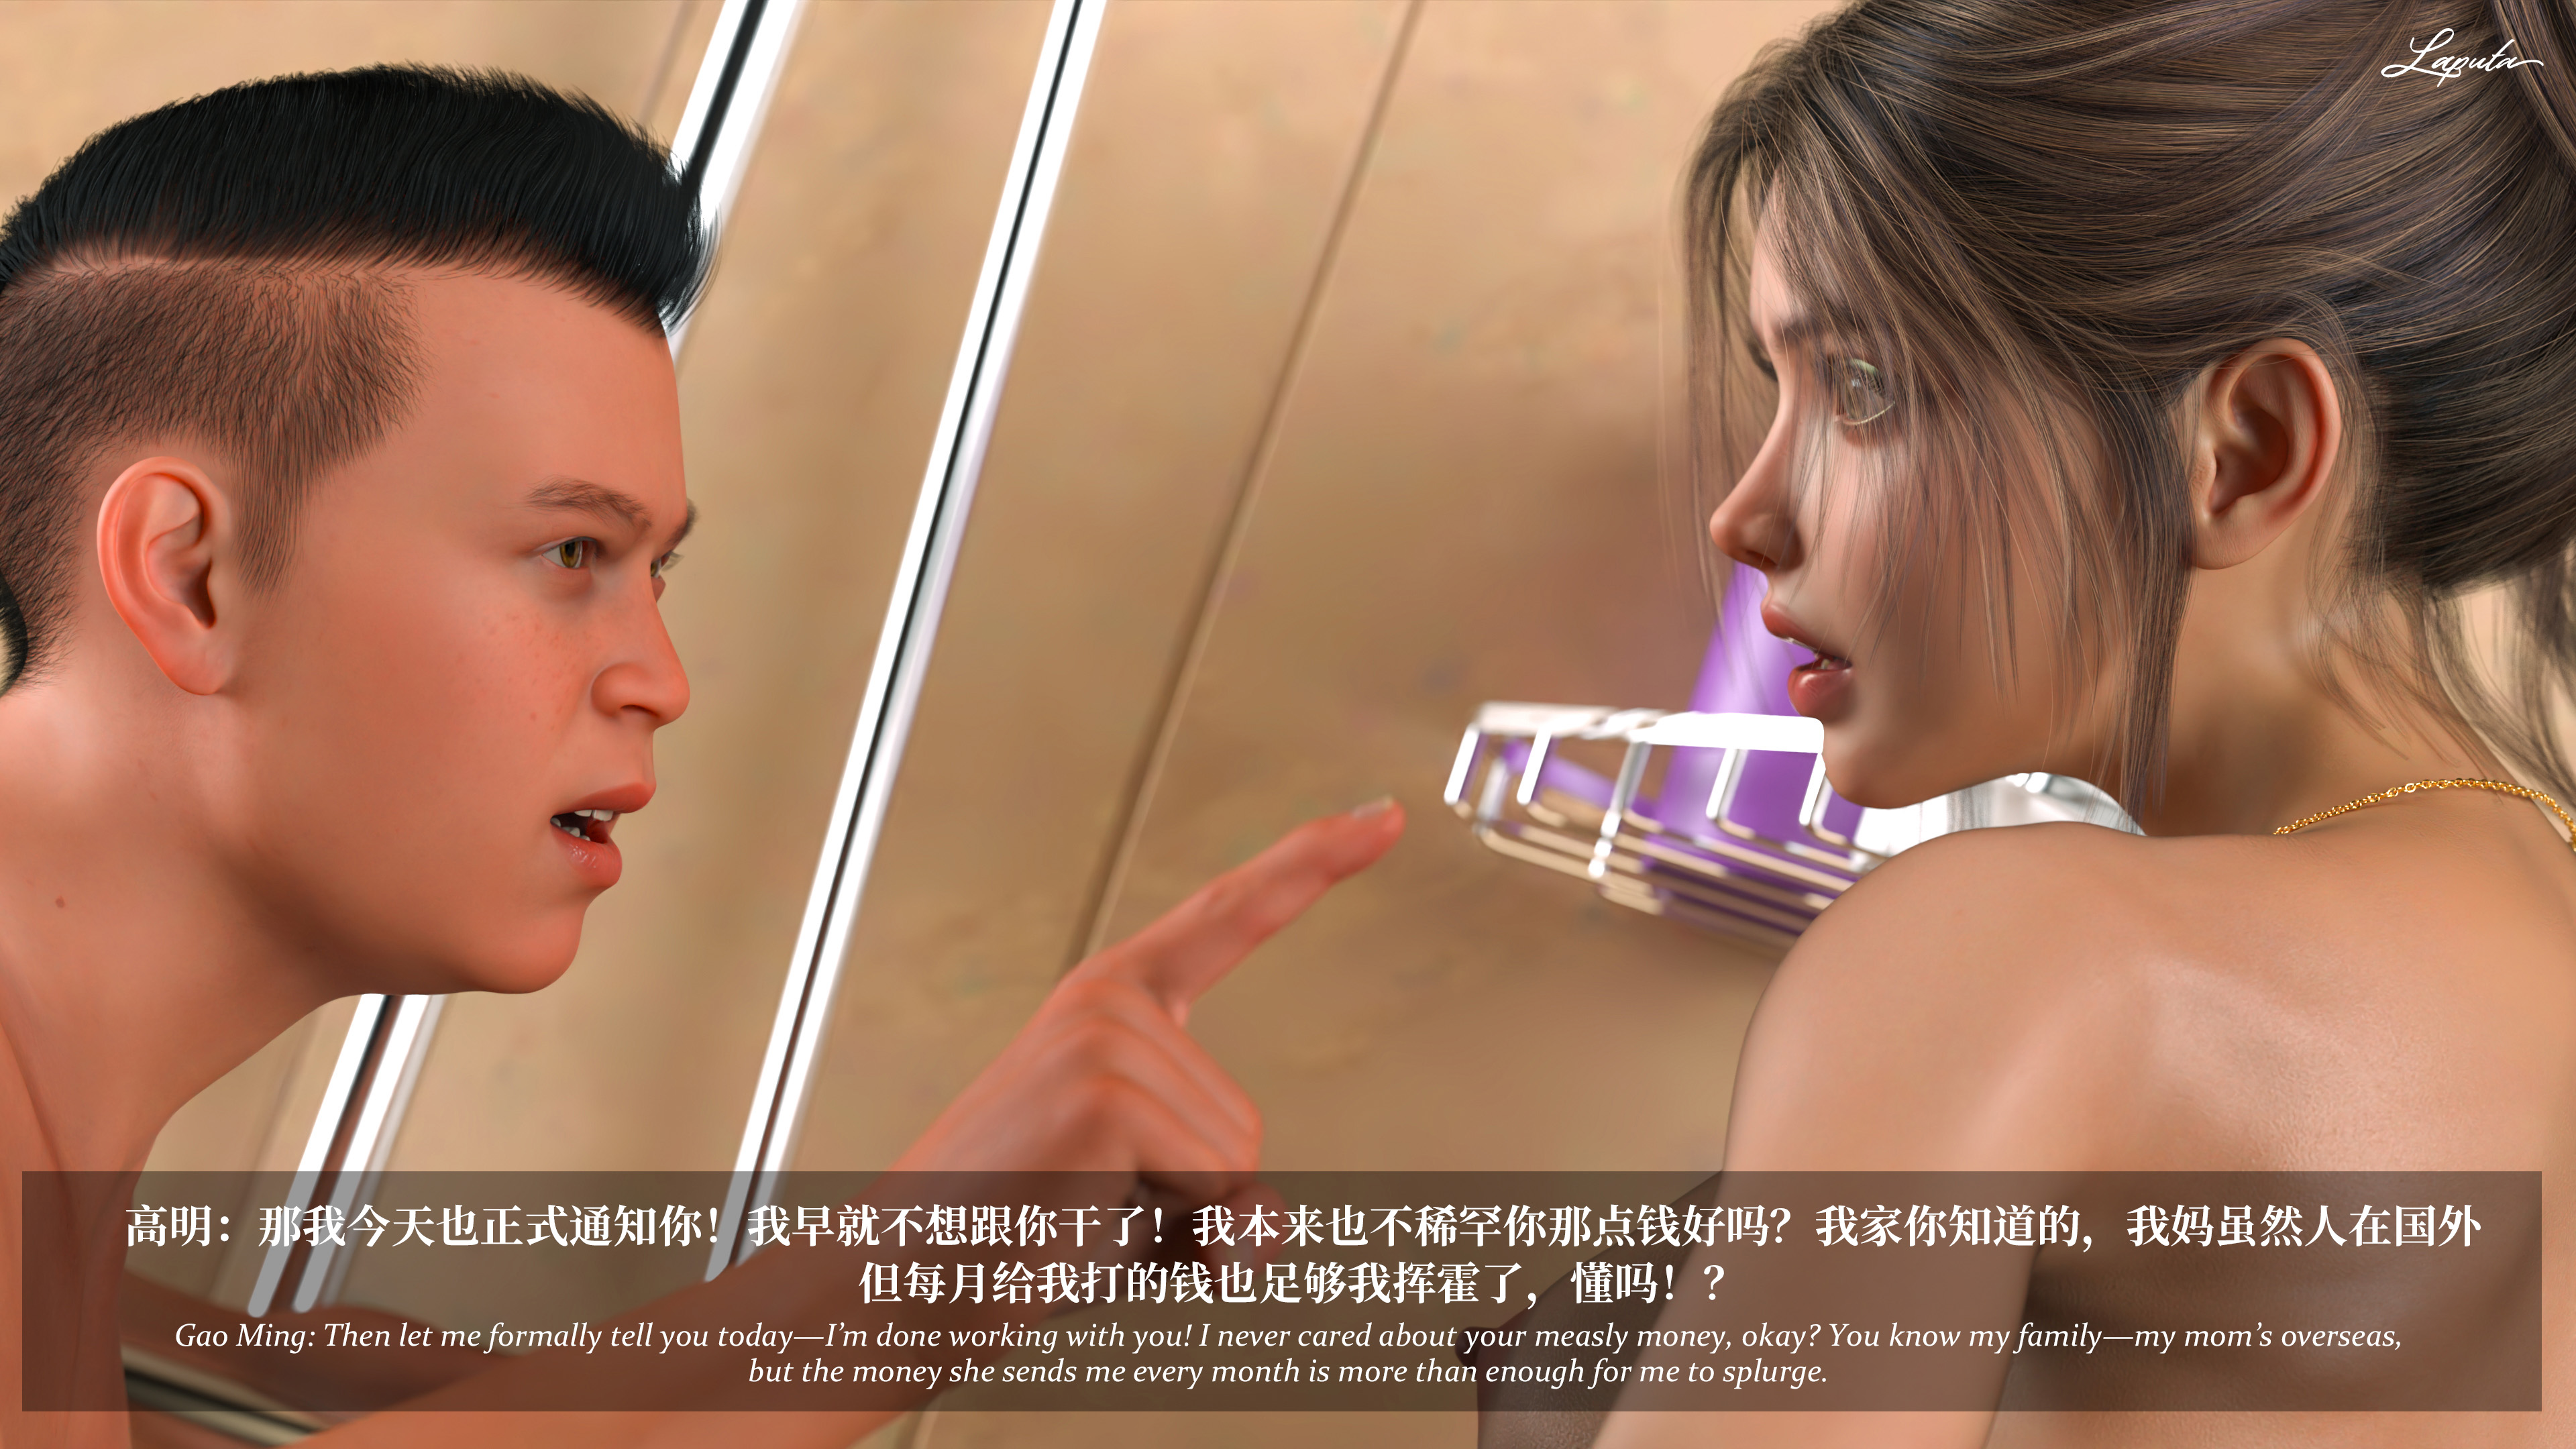 Laputa
高明：那我今天也正式通知你！我早就不想跟你干了！我本来也不稀罕你那点钱好吗？我家你知道的，我妈虽然人在国外
但每月给我打的钱也足够我挥霍了，懂吗！？
Gao Ming: Then let me formally tell you today—I’m done working with you! I never cared about your measly money, okay? You know my family—my mom’s overseas,
but the money she sends me every month is more than enough for me to splurge.